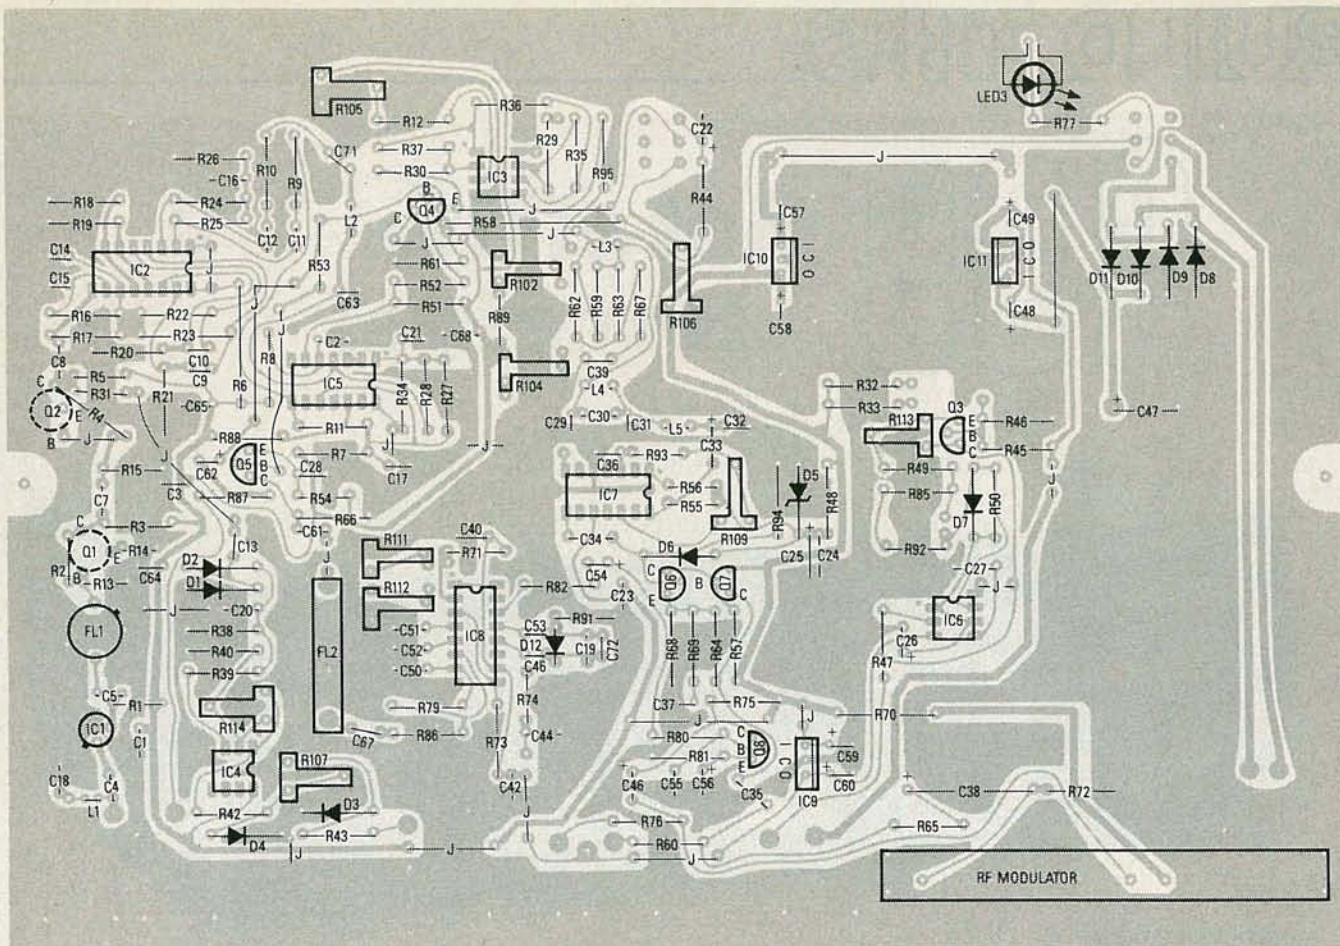 LED3
R105
R36
R12
R77
C22
R29
R35
R95
R37
C71
R26
R10
R9
IC3
J
R30
C16
B
E
R44
R18
R24
Q4
C
J
C57
C49
R19
R25
L2
R58
C12
C11
J
L3
C14
R53
IC10
O C I
IC11
I C O
IC2
J
R61
R102
D11
D10
D9
D8
C15
R52
R62
R59
R63
R67
J
C63
R51
R106
C48
R16
R22
R89
C58
R17
R23
C2
C21
C68
C8
R20
C10
R8
C39
R5
C9
R6
IC5
R34
R28
R27
R104
L4
R32
C
R31
R21
C65
R33
Q3
C47
Q2
E
R4
C29
C30
C31
L5
C32
R113
E
R46
B
J
R88
R11
J
J
C33
B
J
E
R7
C36
R93
C
R45
R15
C62
Q5
B
C28
C17
D5
R49
C7
C3
C
IC7
R56
R48
R85
R50
J
R87
R54
R55
R94
D7
C
R3
R66
C40
R109
C61
C34
Q1
E
R14
C13
R111
R71
D6
C25
C24
R92
R2
B
D2
J
C54
C
C27
R13
C64
D1
R112
R82
Q6
B
Q7
C
J
J
C20
E
C23
FL1
R38
C51
IC8
C53
R91
IC6
FL2
C26
R40
C52
D12
C19
C72
R68
R69
R64
R57
R39
C50
C46
R47
C5
R74
R1
R79
C37
R75
R114
J
J
R70
IC1
R86
R73
C44
R80
C
C1
C67
B
Q8
I C O
C59
R107
R81
E
C18
IC4
C4
C42
C46
C55
C56
C60
C35
IC9
C38
R72
L1
R42
D3
J
R76
R65
D4
J
R43
J
R60
J
RF MODULATOR